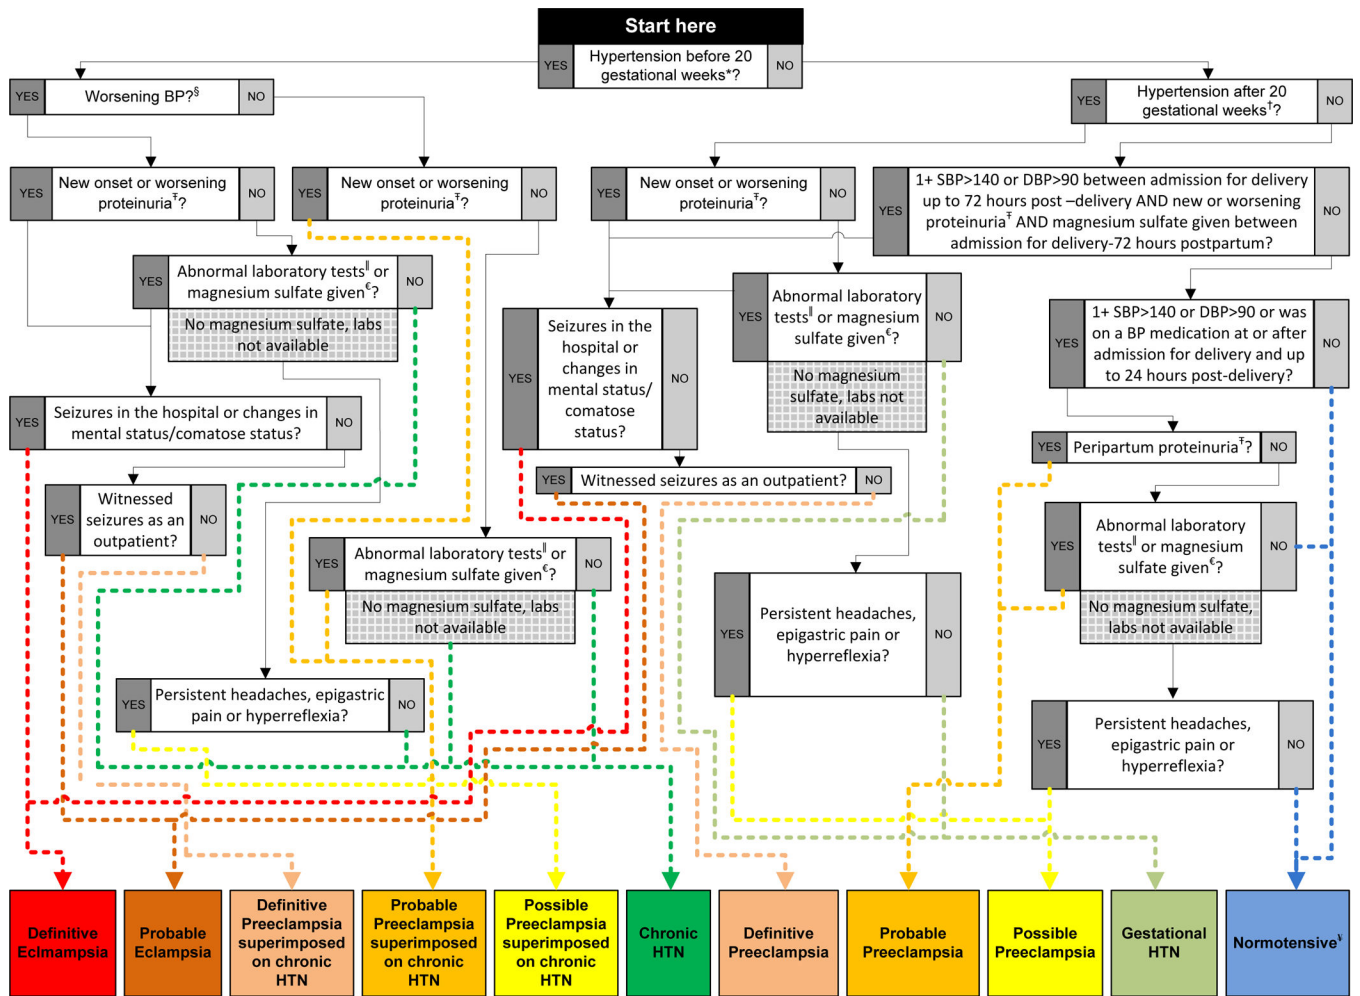 Start here
YES
Hypertension before 20
gestational weeks*?
NO
YES
Worsening BP?§
NO
YES
Hypertension after 20
gestational weeks†?
NO
YES
New onset or worsening
proteinuria Ŧ?
NO
YES
New onset or worsening
proteinuria Ŧ?
NO
YES
New onset or worsening
proteinuria Ŧ?
NO
YES
1+ SBP>140 or DBP>90 between admission for delivery
up to 72 hours post –delivery AND new or worsening
proteinuria Ŧ AND magnesium sulfate given between
admission for delivery-72 hours postpartum?
NO
YES
Abnormal laboratory tests‖ or
magnesium sulfate given€?
NO
No magnesium sulfate, labs
not available
YES
Seizures in the
hospital or
changes in
mental status/
comatose
status?
NO
YES
Abnormal laboratory
tests‖ or magnesium
sulfate given€?
NO
No magnesium
sulfate, labs not
available
YES
1+ SBP>140 or DBP>90 or was
on a BP medication at or after
admission for delivery and up
to 24 hours post-delivery?
NO
YES
Seizures in the hospital or changes in
mental status/comatose status?
NO
YES
Peripartum proteinuria Ŧ?
NO
YES
Witnessed seizures as an outpatient?
NO
YES
Witnessed
seizures as an
outpatient?
NO
YES
Abnormal laboratory
tests‖ or magnesium
sulfate given€?
NO
No magnesium sulfate,
labs not available
YES
Abnormal laboratory tests‖ or
magnesium sulfate given€?
NO
No magnesium sulfate, labs
not available
YES
Persistent headaches,
epigastric pain or
hyperreflexia?
NO
YES
Persistent headaches, epigastric
pain or hyperreflexia?
NO
YES
Persistent headaches,
epigastric pain or
hyperreflexia?
NO
Definitive
Eclmampsia
Probable
Eclampsia
Definitive
Preeclampsia
superimposed
on chronic
HTN
Probable
Preeclampsia
superimposed
on chronic
HTN
Possible
Preeclampsia
superimposed
on chronic
HTN
Chronic
HTN
Definitive
Preeclampsia
Probable
Preeclampsia
Possible
Preeclampsia
Gestational
HTN
Normotensive¥